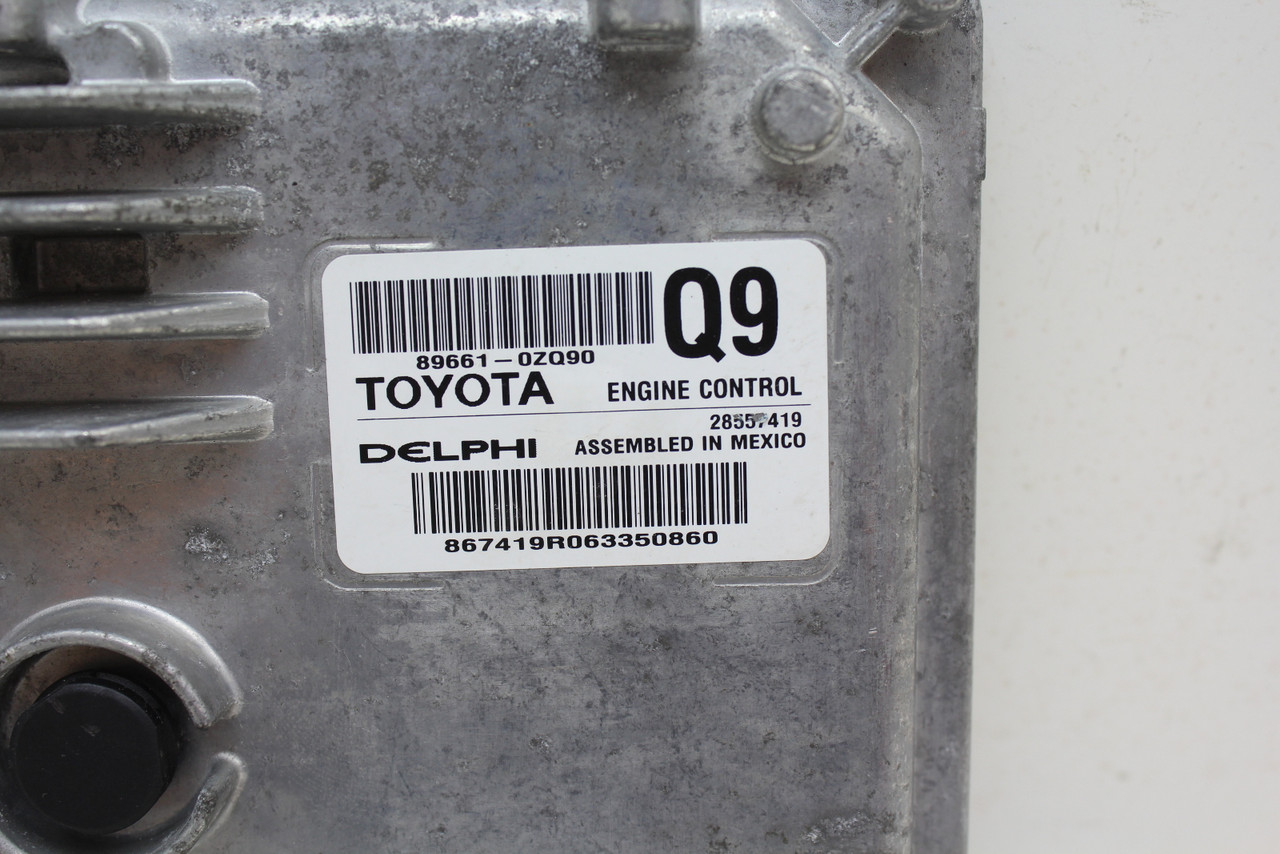 Q9
89661-0ZQ90
TOYOTA ENGINE CONTROL
DELPHI ASSEMBLED IN MEXICO
867419R063350860